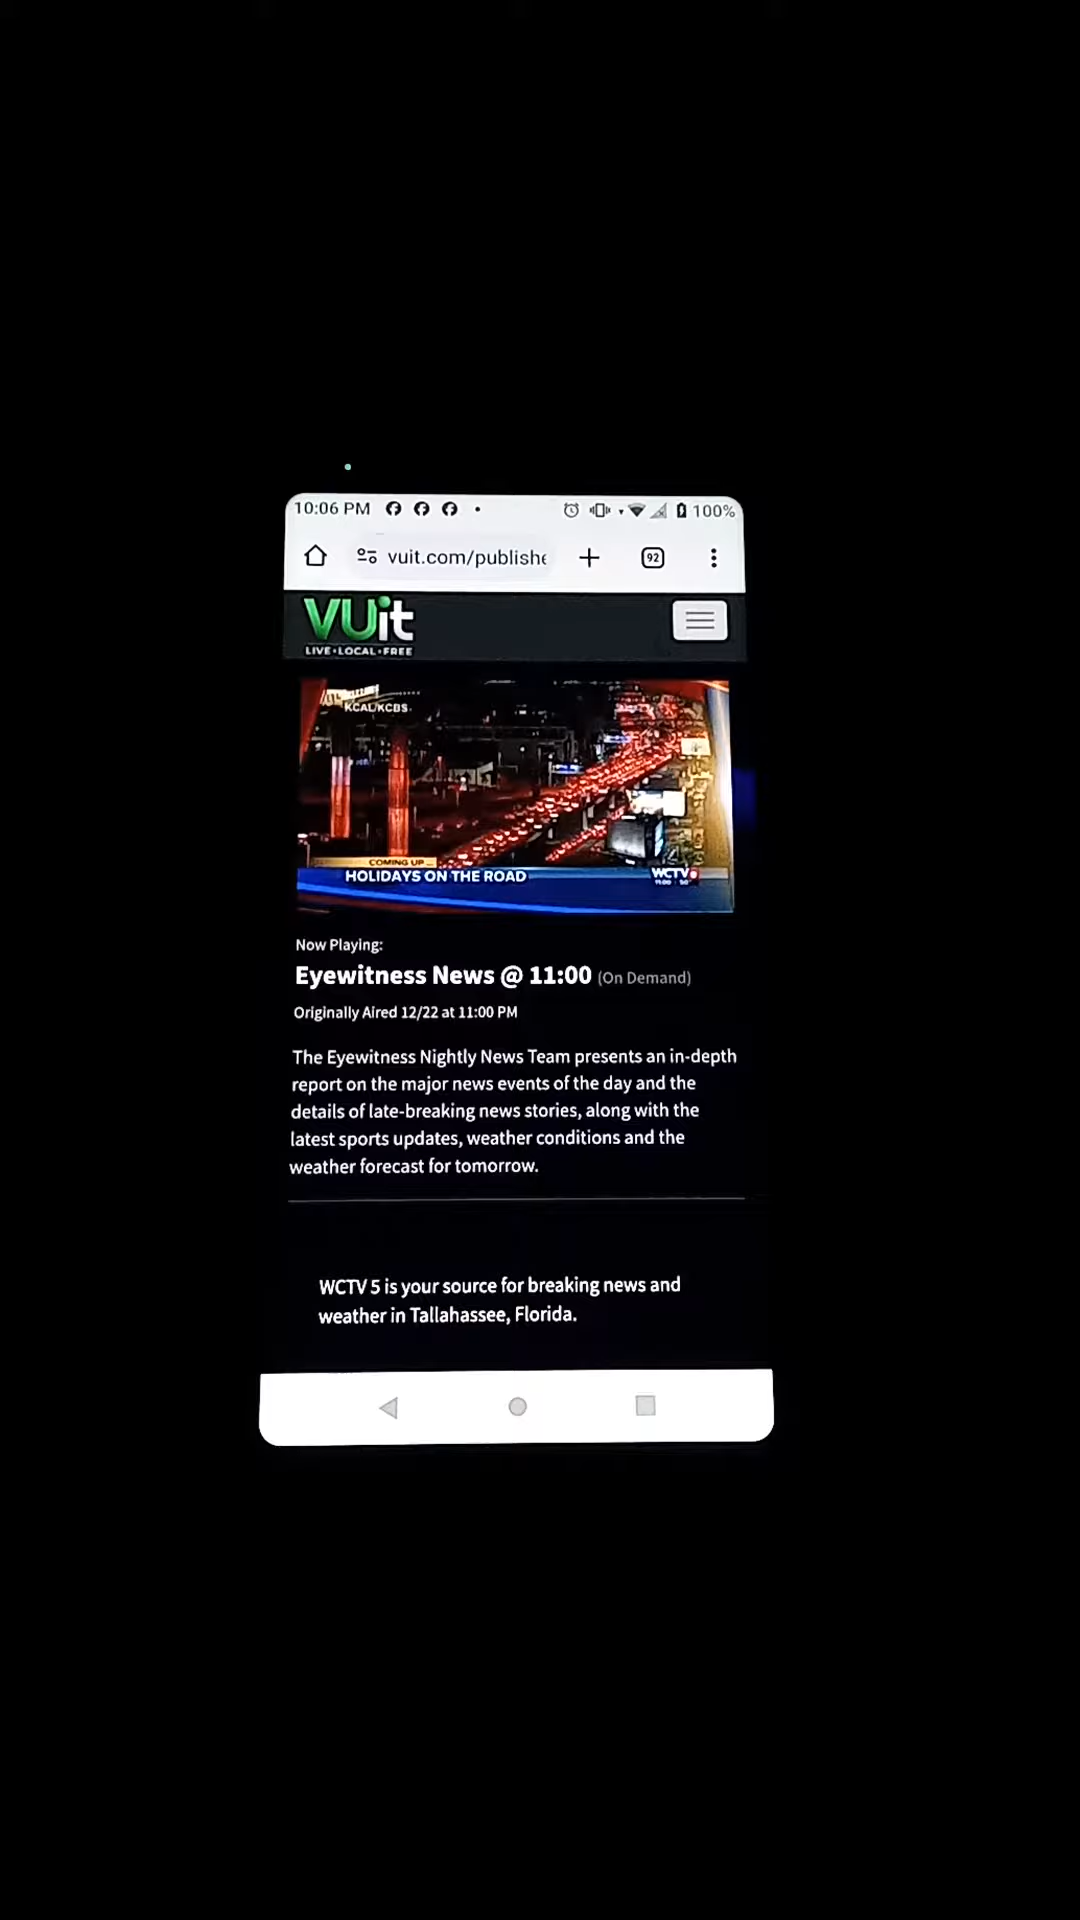 10:06 PM
100%
vuit.com/publishe
92
VUit
LIVE•LOCAL•FREE
KCAL/KCBS
COMING UP...
HOLIDAYS ON THE ROAD
WCTV
11:00 50°
Now Playing:
Eyewitness News @ 11:00 (On Demand)
Originally Aired 12/22 at 11:00 PM
The Eyewitness Nightly News Team presents an in-depth
report on the major news events of the day and the
details of late-breaking news stories, along with the
latest sports updates, weather conditions and the
weather forecast for tomorrow.
WCTV 5 is your source for breaking news and
weather in Tallahassee, Florida.